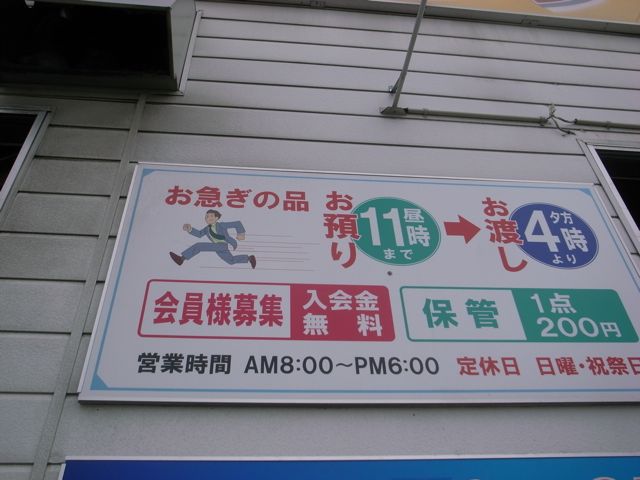 お急ぎの品 お預り 昼11時まで → お渡し 夕方4時より
会員様募集 入会金無料 保管 1点200円
営業時間 AM8:00～PM6:00 定休日 日曜・祝祭日